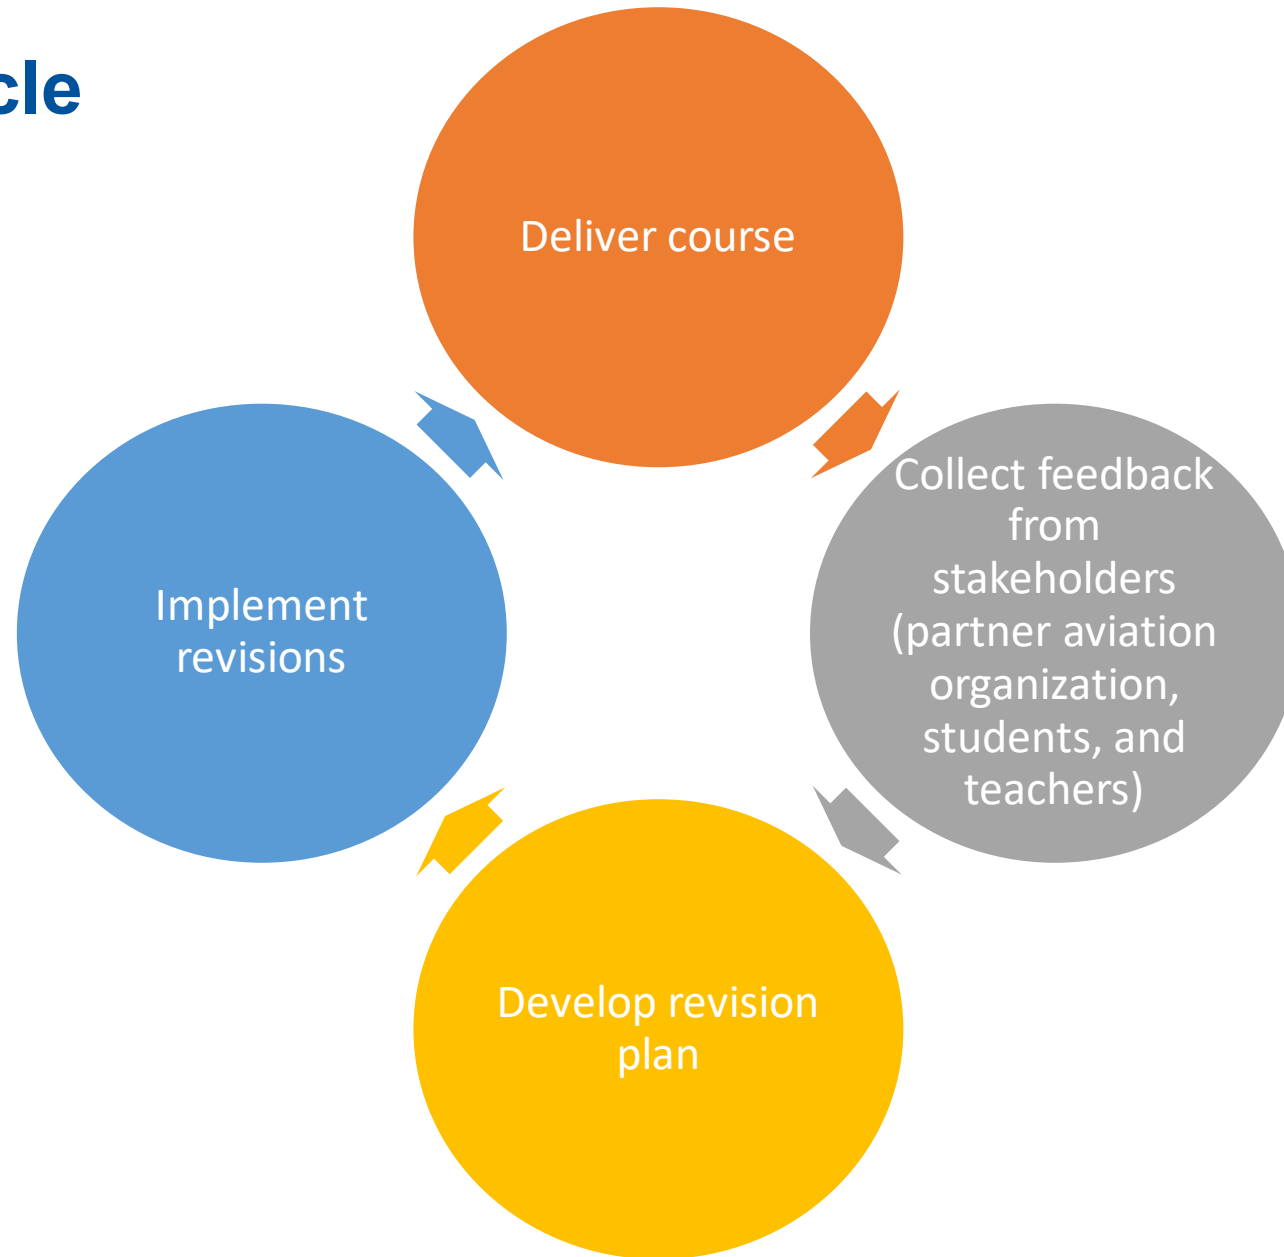 cle
Deliver course
Collect feedback
from
stakeholders
(partner aviation
organization,
students, and
teachers)
Develop revision
plan
Implement
revisions